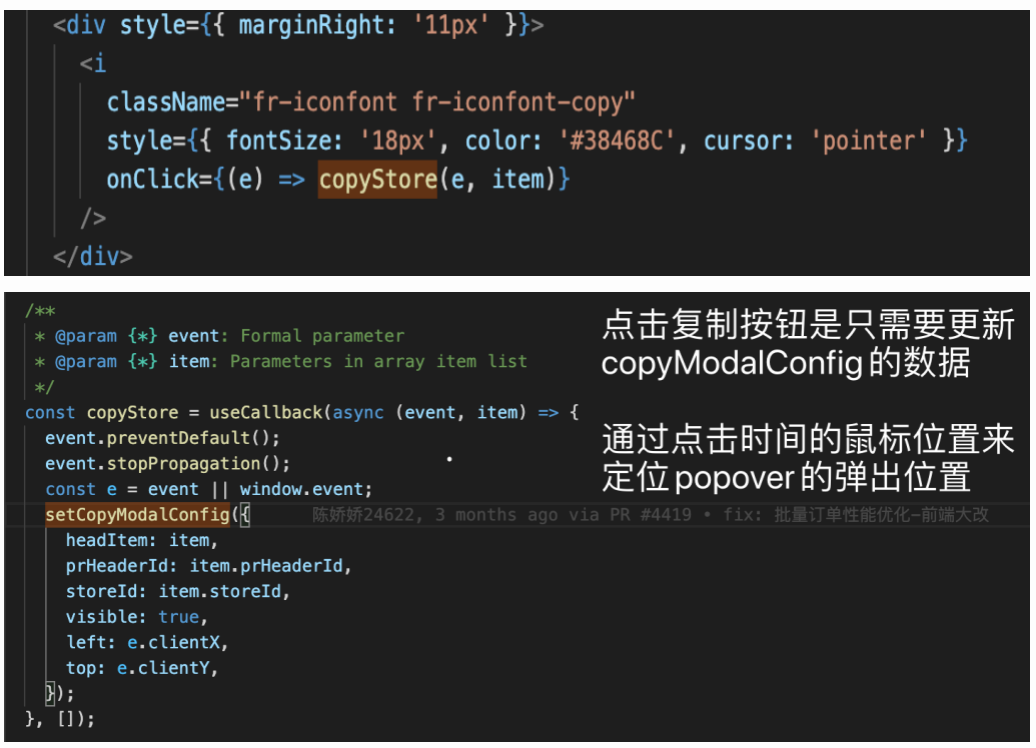 <div style={{ marginRight: '11px' }}>
<i
className="fr-iconfont fr-iconfont-copy"
style={{ fontSize: '18px', color: '#38468C', cursor: 'pointer' }}
onClick={(e) => copyStore(e, item)}
/>
</div>
/**
* @param {*} event: Formal parameter
* @param {*} item: Parameters in array item list
*/
const copyStore = useCallback(async (event, item) => {
event.preventDefault();
event.stopPropagation();
const e = event || window.event;
setCopyModalConfig({ 陈娇娇24622, 3 months ago via PR #4419 • fix: 批量订单性能优化-前端大改
headItem: item,
prHeaderId: item.prHeaderId,
storeId: item.storeId,
visible: true,
left: e.clientX,
top: e.clientY,
});
}, []);
点击复制按钮是只需要更新
copyModalConfig的数据
通过点击时间的鼠标位置来
定位popover的弹出位置